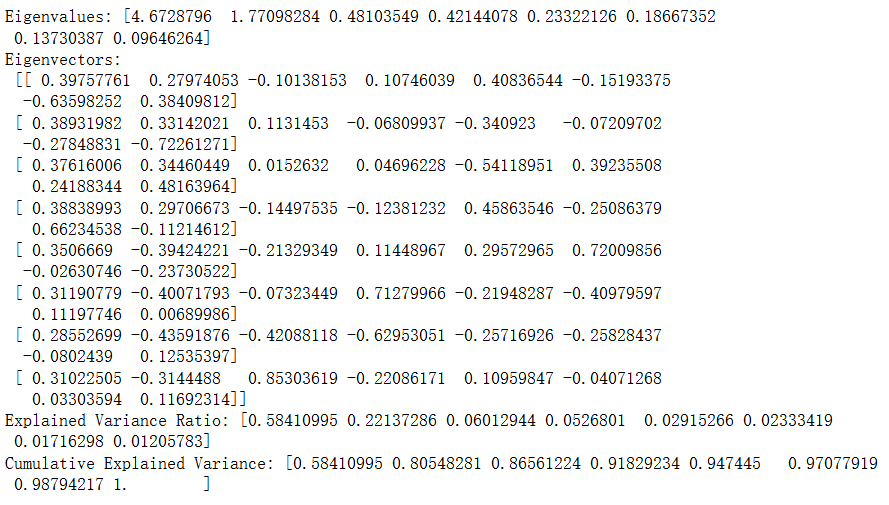 Eigenvalues: [4.6728796  1.77098284 0.48103549 0.42144078 0.23322126 0.18667352
 0.13730387 0.09646264]
Eigenvectors:
 [[ 0.39757761  0.27974053 -0.10138153  0.10746039  0.40836544 -0.15193375
  -0.63598252  0.38409812]
 [ 0.38931982  0.33142021  0.1131453  -0.06809937 -0.340923   -0.07209702
  -0.27848831 -0.72261271]
 [ 0.37616006  0.34460449  0.0152632   0.04696228 -0.54118951  0.39235508
   0.24188344  0.48163964]
 [ 0.38838993  0.29706673 -0.14497535 -0.12381232  0.45863546 -0.25086379
   0.66234538 -0.11214612]
 [ 0.3506669  -0.39424221 -0.21329349  0.11448967  0.29572965  0.72009856
  -0.02630746 -0.23730522]
 [ 0.31190779 -0.40071793 -0.07323449  0.71279966 -0.21948287 -0.40979597
   0.11197746  0.00689986]
 [ 0.28552699 -0.43591876 -0.42088118 -0.62953051 -0.25716926 -0.25828437
  -0.0802439   0.12535397]
 [ 0.31022505 -0.3144488   0.85303619 -0.22086171  0.10959847 -0.04071268
   0.03303594  0.11692314]]
Explained Variance Ratio: [0.58410995 0.22137286 0.06012944 0.0526801  0.02915266 0.02333419
 0.01716298 0.01205783]
Cumulative Explained Variance: [0.58410995 0.80548281 0.86561224 0.91829234 0.947445   0.97077919
 0.98794217 1.        ]